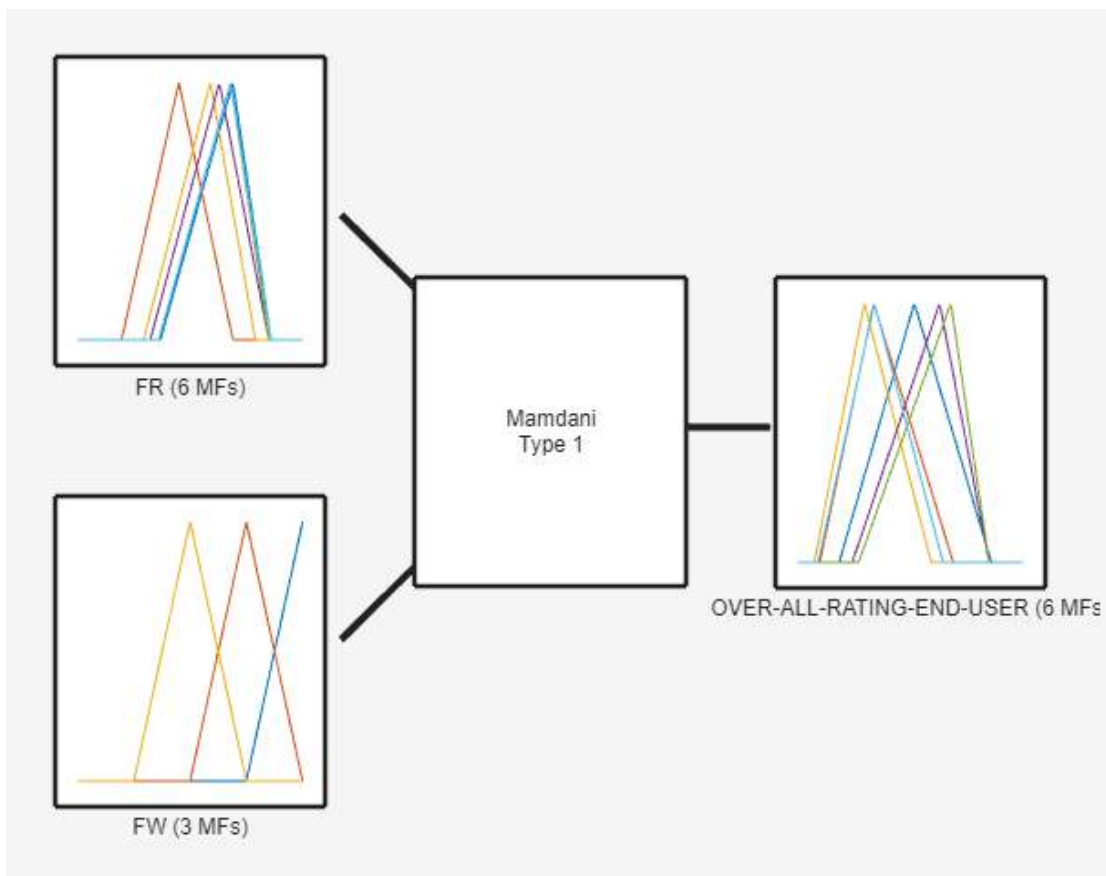 FR (6 MFs)
Mamdani
Type 1
OVER-ALL-RATING-END-USER (6 MFs
FW (3 MFs)